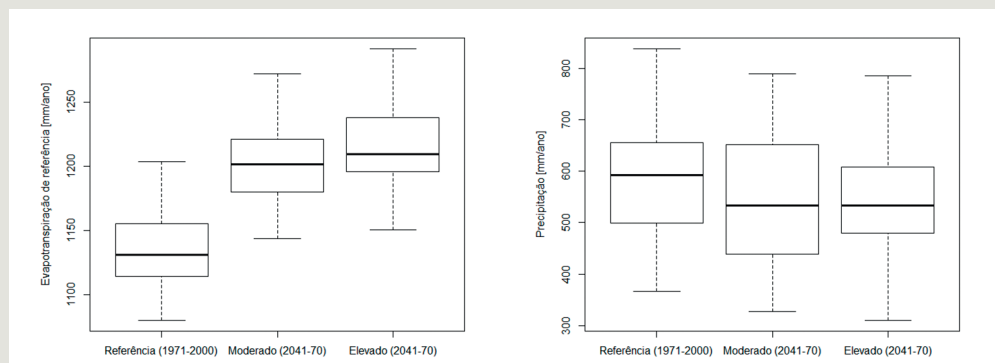 Evapotranspiração de referência [mm/ano]
1250
1200
1150
1100
Referência (1971-2000) Moderado (2041-70) Elevado (2041-70)
Precipitação [mm/ano]
800
700
600
500
400
300
Referência (1971-2000) Moderado (2041-70) Elevado (2041-70)